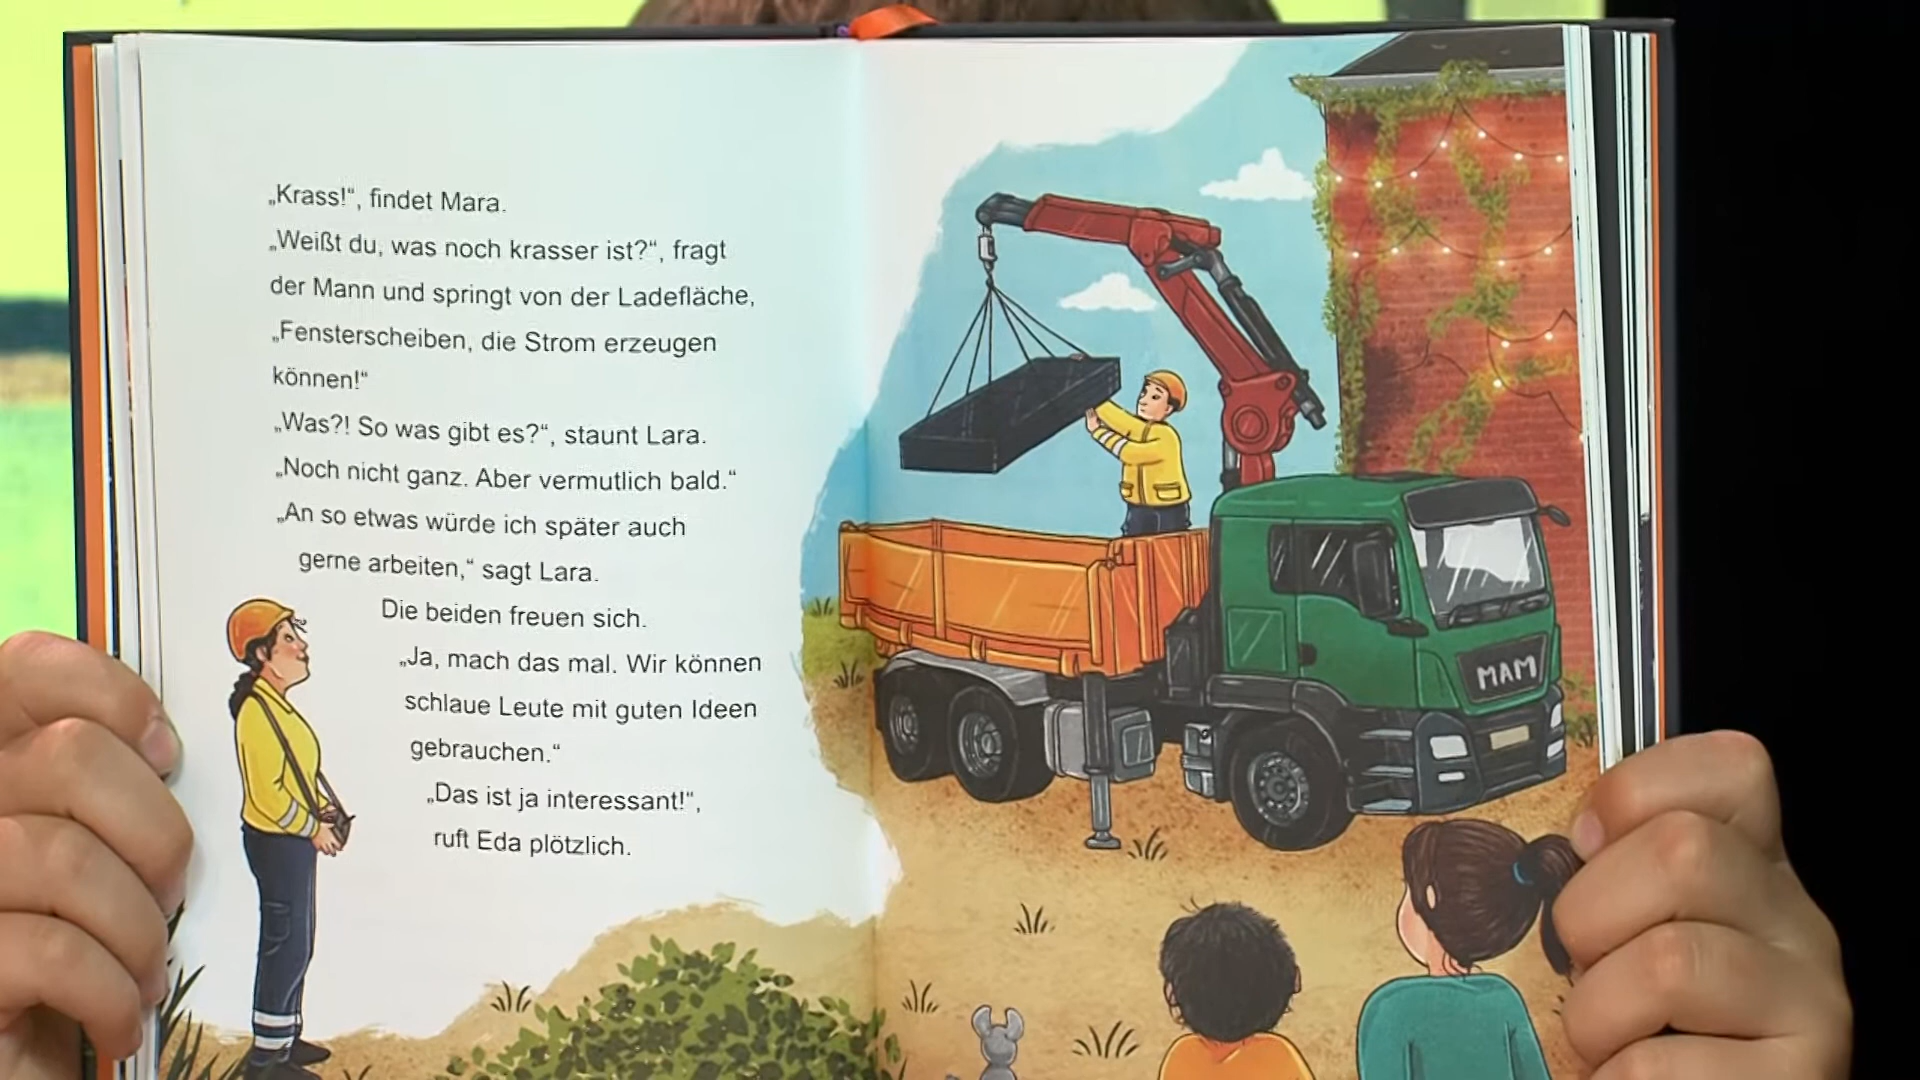 „Krass!“, findet Mara.
„Weißt du, was noch krasser ist?“, fragt
der Mann und springt von der Ladefläche,
„Fensterscheiben, die Strom erzeugen
können!“
„Was?! So was gibt es?“, staunt Lara.
„Noch nicht ganz. Aber vermutlich bald.“
„An so etwas würde ich später auch
gerne arbeiten,“ sagt Lara.
Die beiden freuen sich.
„Ja, mach das mal. Wir können
schlaue Leute mit guten Ideen
gebrauchen.“
„Das ist ja interessant!“,
ruft Eda plötzlich.
MAM